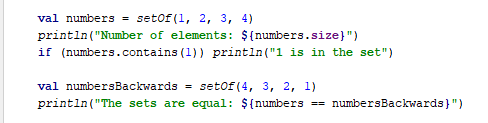 val numbers = setOf(1, 2, 3, 4)
println("Number of elements: ${numbers.size}")
if (numbers.contains(1)) println("1 is in the set")
val numbersBackwards = setOf(4, 3, 2, 1)
println("The sets are equal: ${numbers == numbersBackwards}")